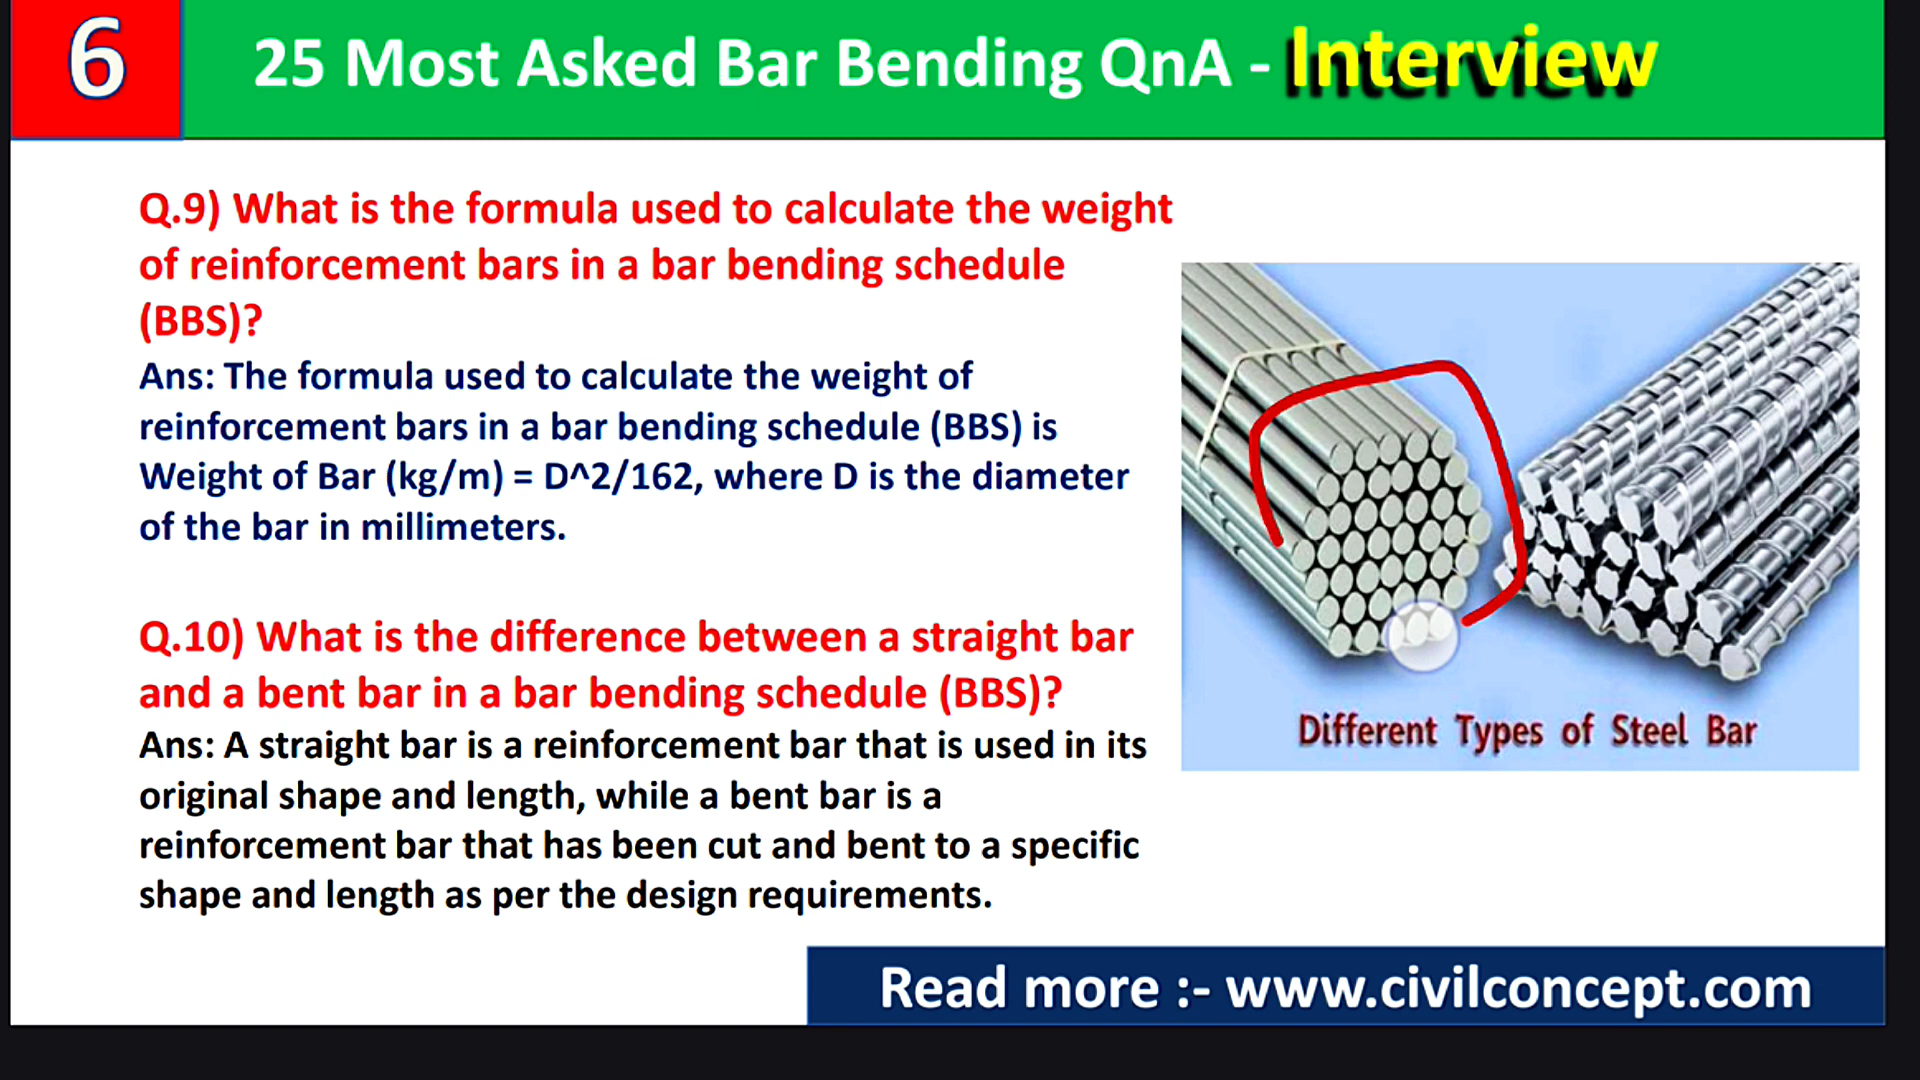 6
25 Most Asked Bar Bending QnA - Interview
Q.9) What is the formula used to calculate the weight
of reinforcement bars in a bar bending schedule
(BBS)?
Ans: The formula used to calculate the weight of
reinforcement bars in a bar bending schedule (BBS) is
Weight of Bar (kg/m) = D^2/162, where D is the diameter
of the bar in millimeters.
Q.10) What is the difference between a straight bar
and a bent bar in a bar bending schedule (BBS)?
Ans: A straight bar is a reinforcement bar that is used in its
original shape and length, while a bent bar is a
reinforcement bar that has been cut and bent to a specific
shape and length as per the design requirements.
Different Types of Steel Bar
Read more :- www.civilconcept.com